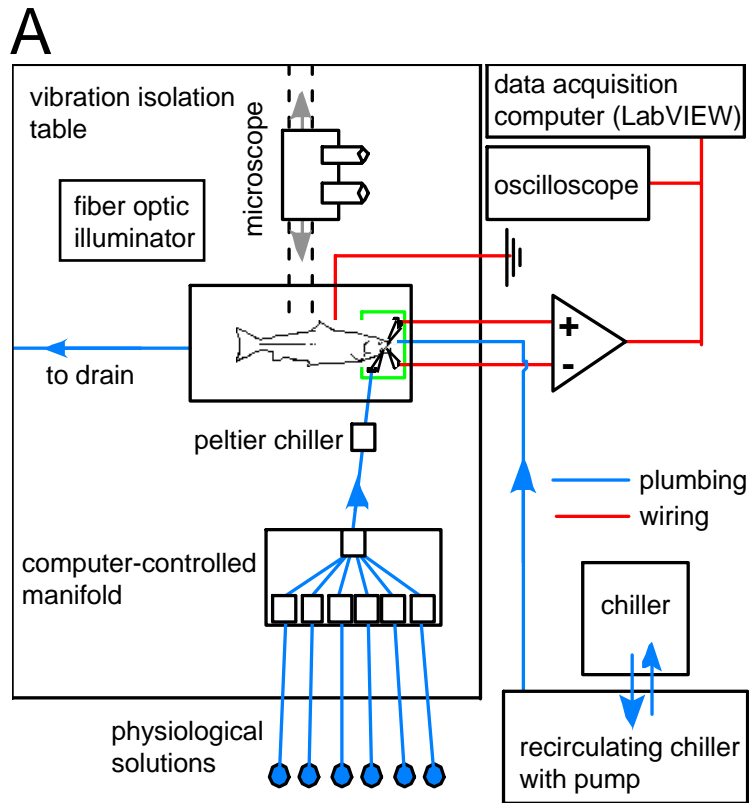 A
vibration isolation
table
microscope
data acquisition
computer (LabVIEW)
oscilloscope
fiber optic
illuminator
+
-
to drain
peltier chiller
plumbing
wiring
computer-controlled
manifold
chiller
physiological
solutions
recirculating chiller
with pump